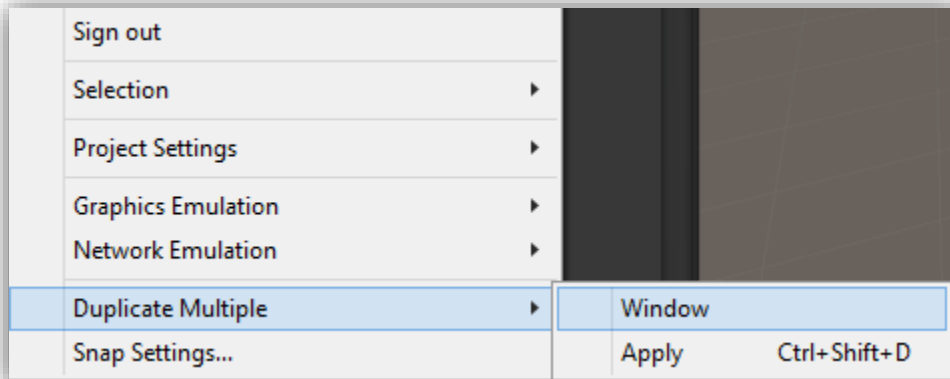 Sign out
Selection
Project Settings
Graphics Emulation
Network Emulation
Duplicate Multiple
Window
Snap Settings...
Apply Ctrl+Shift+D